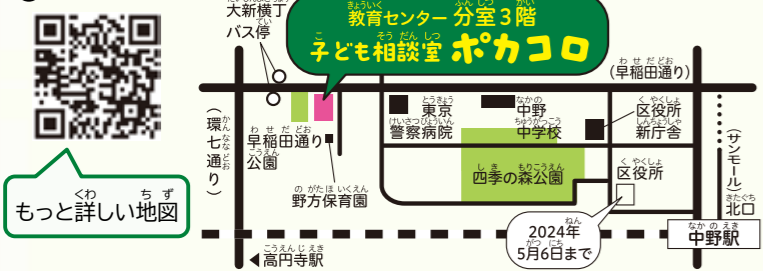 大新横丁
バス停
教育センター 分室3階
子ども相談室 ポカコロ
(早稲田通り)
(環七通り)
早稲田通り
公園
野方保育園
東京
警察病院
中野
中学校
区役所
新庁舎
四季の森公園
区役所
(サンモール)
北口
中野駅
2024年
5月6日まで
高円寺駅
もっと詳しい地図